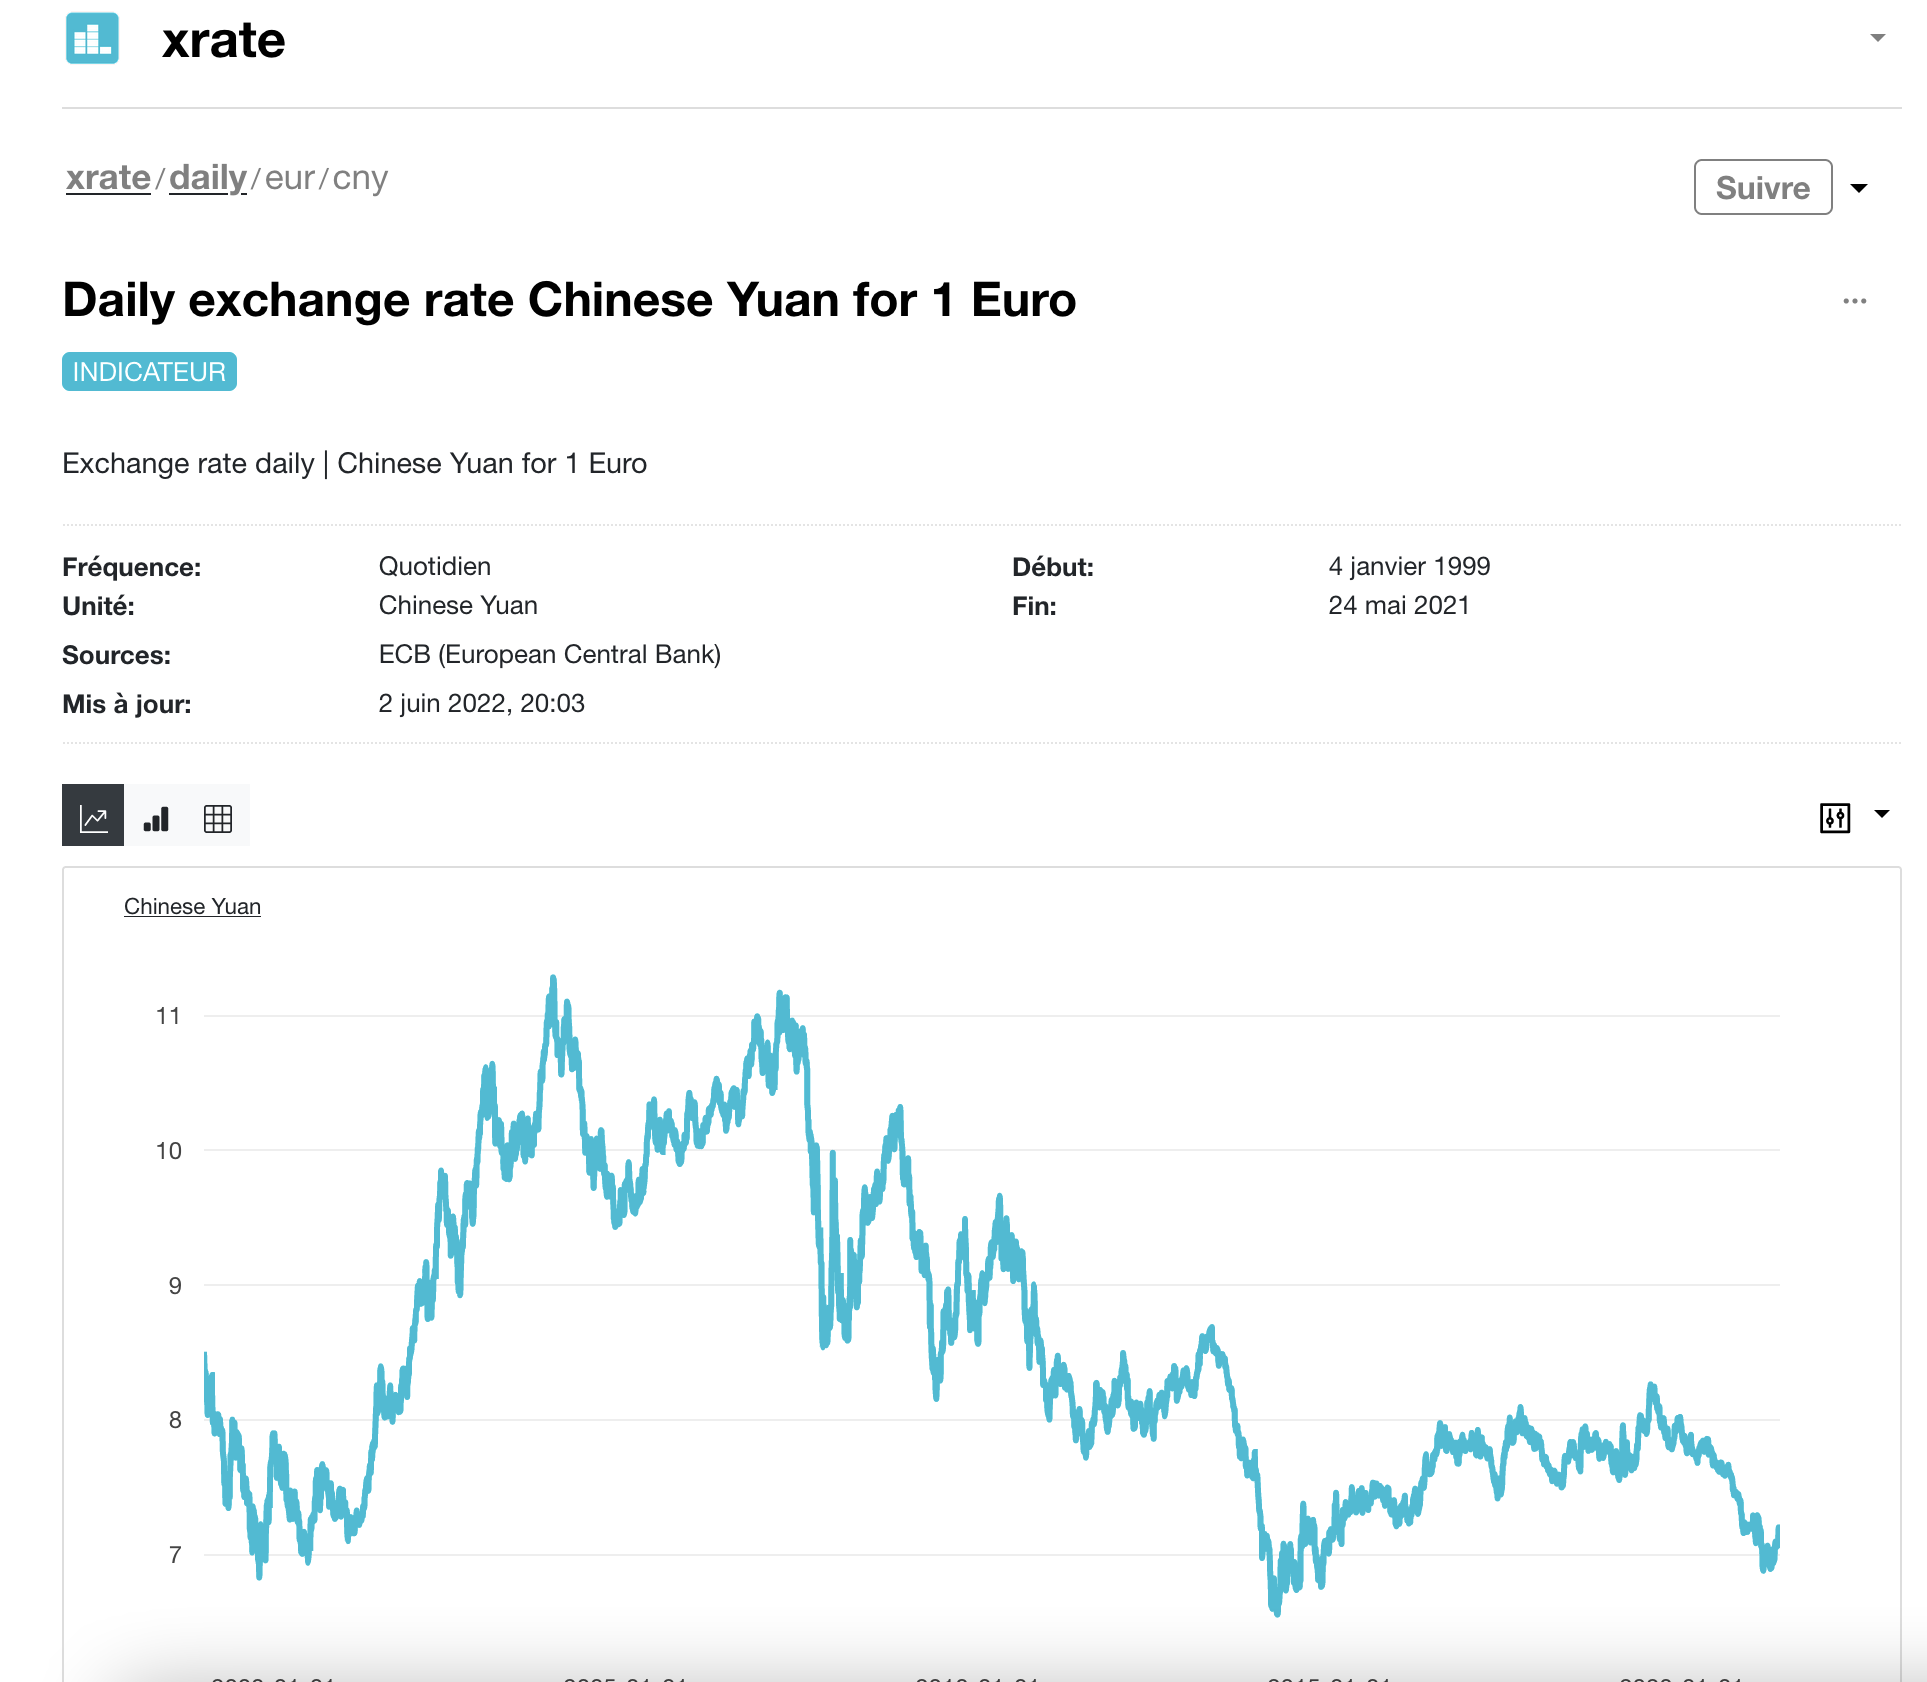 xrate
xrate/daily/eur/cny
Suivre
Daily exchange rate Chinese Yuan for 1 Euro
...
INDICATEUR
Exchange rate daily | Chinese Yuan for 1 Euro
Fréquence: Quotidien Début: 4 janvier 1999
Unité: Chinese Yuan Fin: 24 mai 2021
Sources: ECB (European Central Bank)
Mis à jour: 2 juin 2022, 20:03
Chinese Yuan
11
10
9
8
7